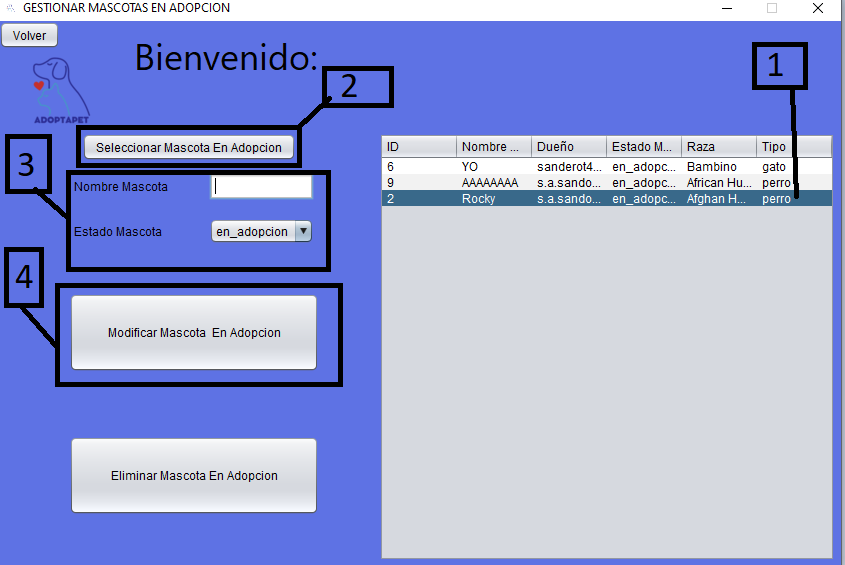 GESTIONAR MASCOTAS EN ADOPCION
Volver
Bienvenido:
ADOPTAPET
1
2
Seleccionar Mascota En Adopcion
3
Nombre Mascota
Estado Mascota en_adopcion
4
Modificar Mascota En Adopcion
Eliminar Mascota En Adopcion
ID Nombre ... Dueño Estado M... Raza Tipo
6 YO sanderot4... en_adopc... Bambino gato
9 AAAAAAAA s.a.sando... en_adopc... African Hu... perro
2 Rocky s.a.sando... en_adopc... Afghan H... perro